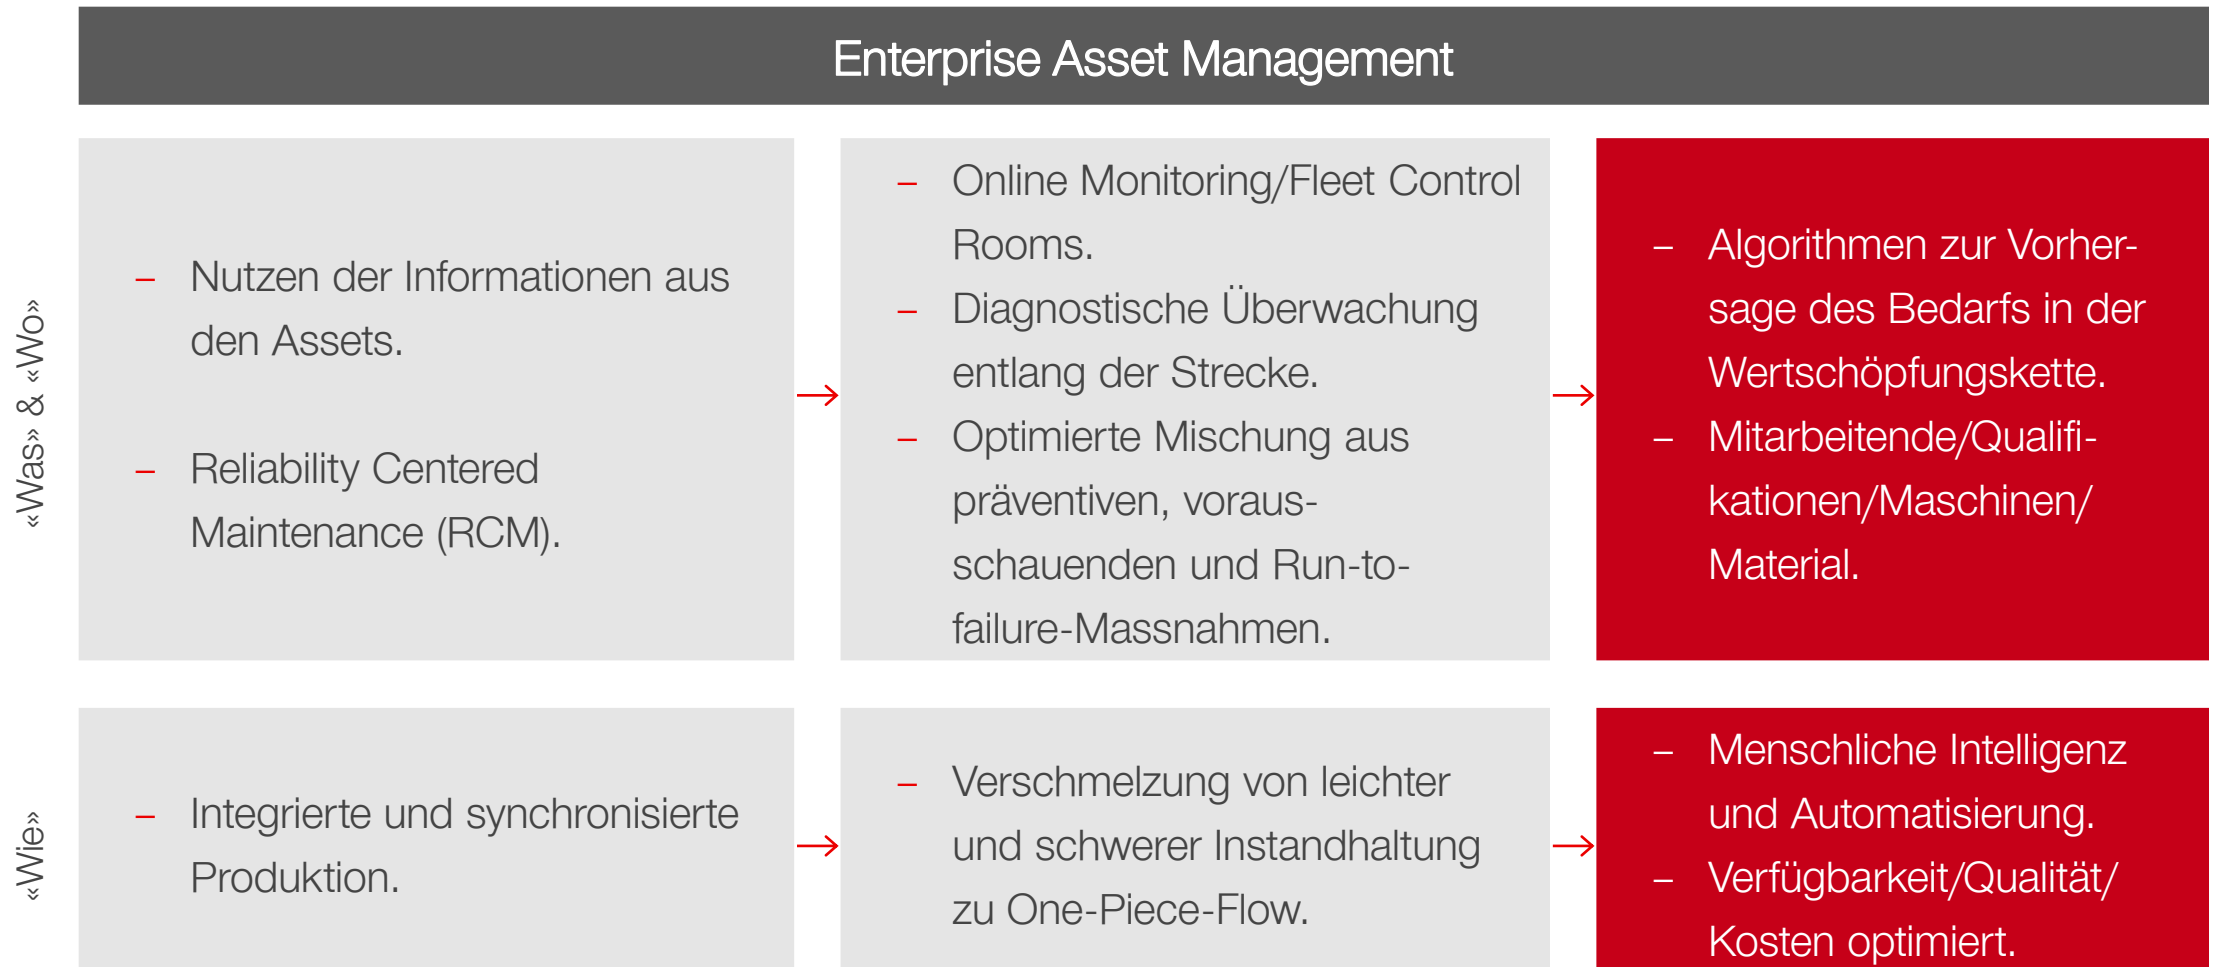 Enterprise Asset Management
«Was» & «Wo»
– Nutzen der Informationen aus
den Assets.
– Reliability Centered
Maintenance (RCM).
– Online Monitoring/Fleet Control
Rooms.
– Diagnostische Überwachung
entlang der Strecke.
– Optimierte Mischung aus
präventiven, voraus-
schauenden und Run-to-
failure-Massnahmen.
– Algorithmen zur Vorher-
sage des Bedarfs in der
Wertschöpfungskette.
– Mitarbeitende/Qualifi-
kationen/Maschinen/
Material.
«Wie»
– Integrierte und synchronisierte
Produktion.
– Verschmelzung von leichter
und schwerer Instandhaltung
zu One-Piece-Flow.
– Menschliche Intelligenz
und Automatisierung.
– Verfügbarkeit/Qualität/
Kosten optimiert.